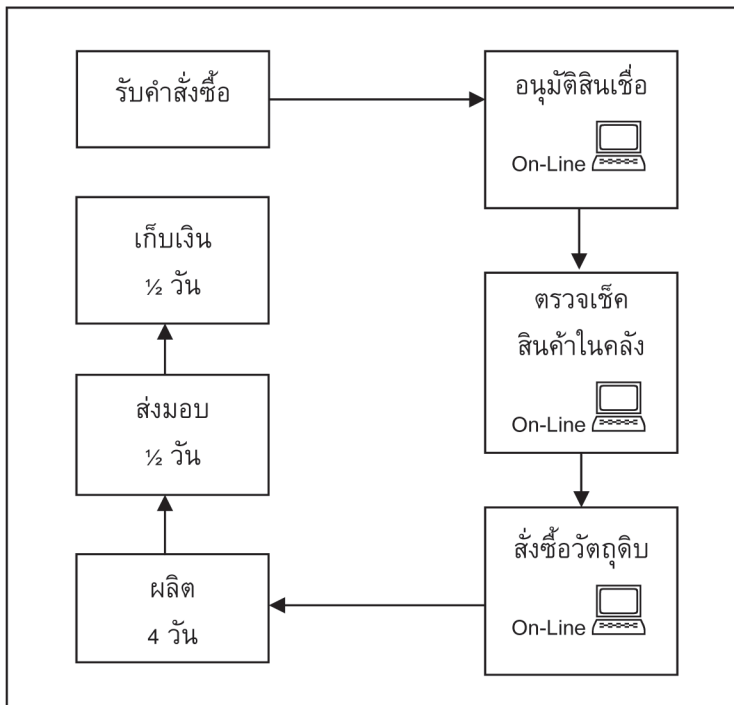 รับคำสั่งซื้อ
อนุมัติสินเชื่อ
On-Line
ตรวจเช็ค
สินค้าในคลัง
On-Line
สั่งซื้อวัตถุดิบ
On-Line
ผลิต
4 วัน
ส่งมอบ
½ วัน
เก็บเงิน
½ วัน